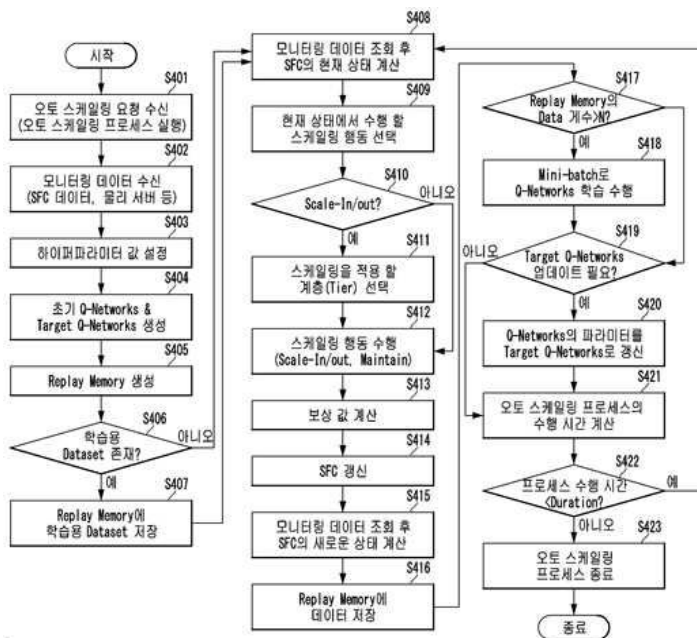 시작
S401
오토 스케일링 요청 수신
(오토 스케일링 프로세스 실행)
S402
모니터링 데이터 수신
(SFC 데이터, 물리 서버 등)
S403
하이퍼파라미터 값 설정
S404
초기 Q-Networks &
Target Q-Networks 생성
S405
Replay Memory 생성
S406
학습용
Dataset 존재?
아니오
예
S407
Replay Memory에
학습용 Dataset 저장
S408
모니터링 데이터 조회 후
SFC의 현재 상태 계산
S409
현재 상태에서 수행 할
스케일링 행동 선택
S410
Scale-In/out?
아니오
예
S411
스케일링을 적용 할
계층(Tier) 선택
S412
스케일링 행동 수행
(Scale-In/out, Maintain)
S413
보상 값 계산
S414
SFC 갱신
S415
모니터링 데이터 조회 후
SFC의 새로운 상태 계산
S416
Replay Memory에
데이터 저장
S417
Replay Memory의
Data 개수>N?
예
S418
Mini-batch로
Q-Networks 학습 수행
S419
아니오
Target Q-Networks
업데이트 필요?
예
S420
Q-Networks의 파라미터를
Target Q-Networks로 갱신
S421
오토 스케일링 프로세스의
수행 시간 계산
S422
프로세스 수행 시간
<Duration?
예
아니오
S423
오토 스케일링
프로세스 종료
종료